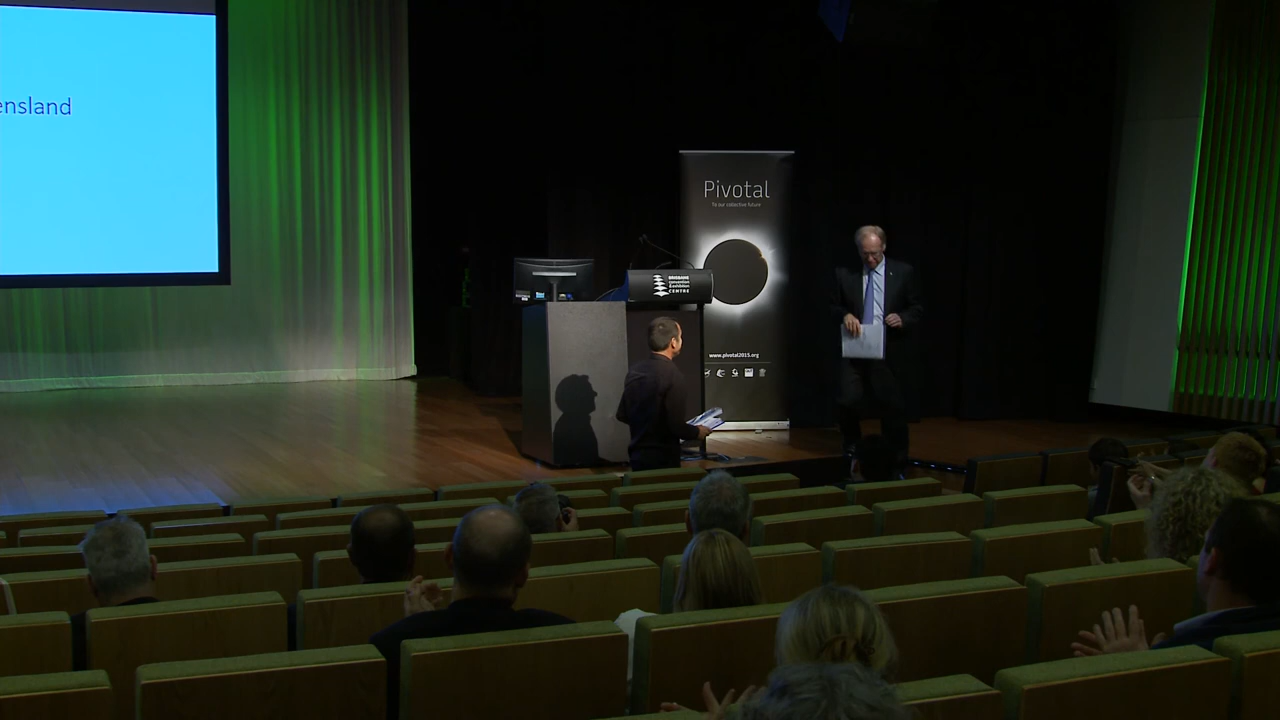 ensland
Pivotal
To our collective future
BRISBANE
Convention
& Exhibition
CENTRE
www.pivotal2015.org